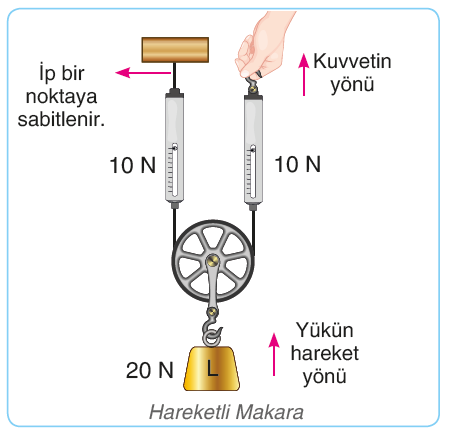 İp bir
noktaya
sabitlenir.
Kuvvetin
yönü
10 N
10 N
20 N
L
Yükün
hareket
yönü
Hareketli Makara